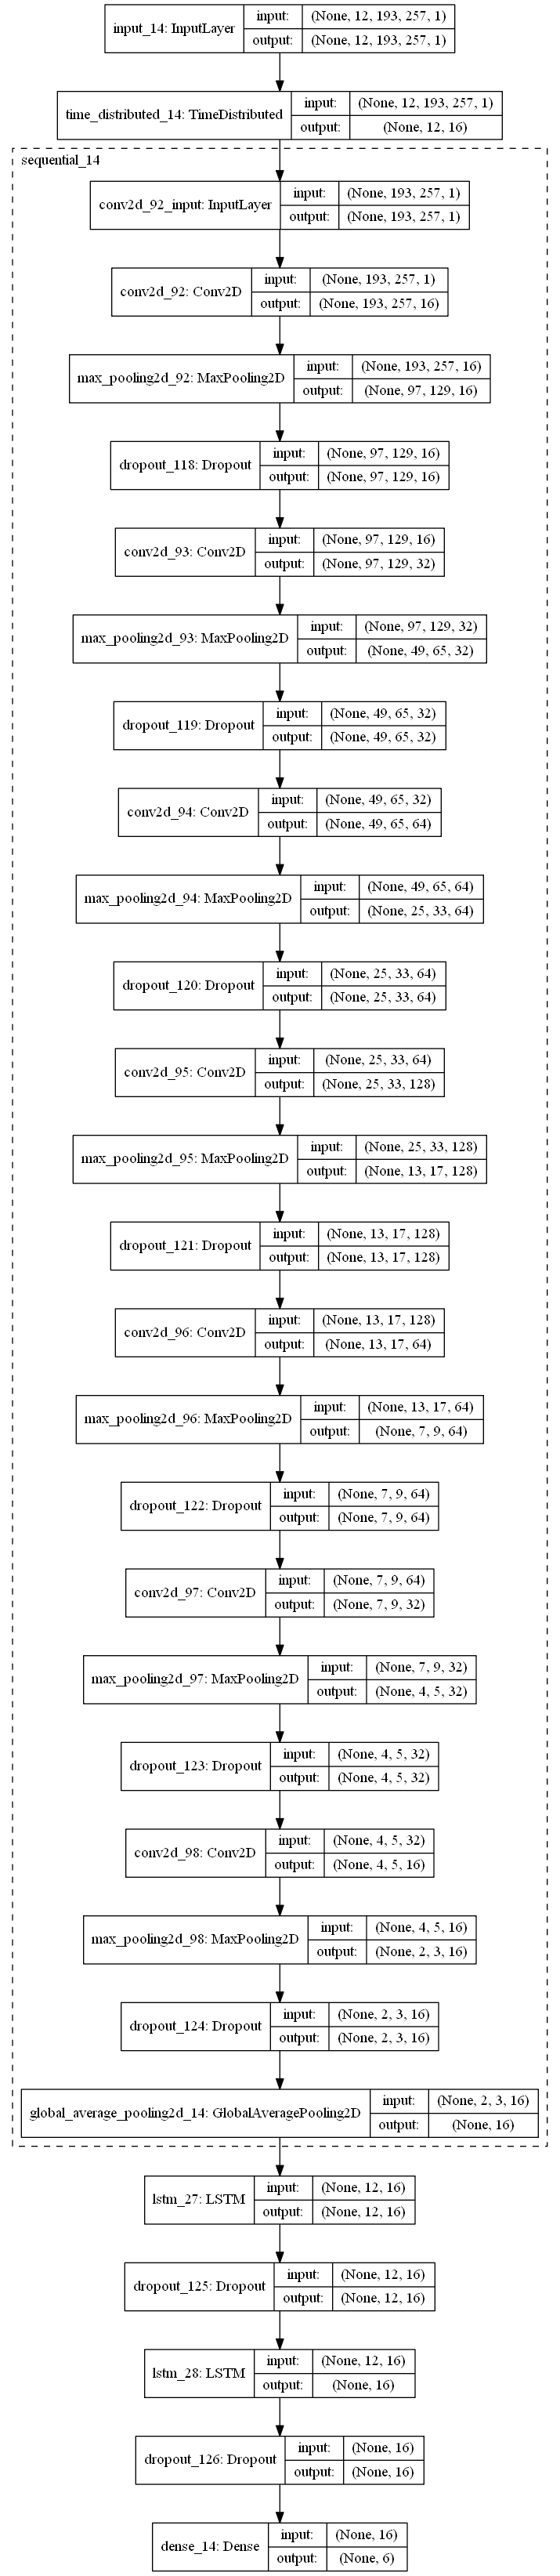 input_14: InputLayer
input: (None, 12, 193, 257, 1)
output: (None, 12, 193, 257, 1)
time_distributed_14: TimeDistributed
input: (None, 12, 193, 257, 1)
output: (None, 12, 16)
sequential_14
conv2d_92_input: InputLayer
input: (None, 193, 257, 1)
output: (None, 193, 257, 1)
conv2d_92: Conv2D
input: (None, 193, 257, 1)
output: (None, 193, 257, 16)
max_pooling2d_92: MaxPooling2D
input: (None, 193, 257, 16)
output: (None, 97, 129, 16)
dropout_118: Dropout
input: (None, 97, 129, 16)
output: (None, 97, 129, 16)
conv2d_93: Conv2D
input: (None, 97, 129, 16)
output: (None, 97, 129, 32)
max_pooling2d_93: MaxPooling2D
input: (None, 97, 129, 32)
output: (None, 49, 65, 32)
dropout_119: Dropout
input: (None, 49, 65, 32)
output: (None, 49, 65, 32)
conv2d_94: Conv2D
input: (None, 49, 65, 32)
output: (None, 49, 65, 64)
max_pooling2d_94: MaxPooling2D
input: (None, 49, 65, 64)
output: (None, 25, 33, 64)
dropout_120: Dropout
input: (None, 25, 33, 64)
output: (None, 25, 33, 64)
conv2d_95: Conv2D
input: (None, 25, 33, 64)
output: (None, 25, 33, 128)
max_pooling2d_95: MaxPooling2D
input: (None, 25, 33, 128)
output: (None, 13, 17, 128)
dropout_121: Dropout
input: (None, 13, 17, 128)
output: (None, 13, 17, 128)
conv2d_96: Conv2D
input: (None, 13, 17, 128)
output: (None, 13, 17, 64)
max_pooling2d_96: MaxPooling2D
input: (None, 13, 17, 64)
output: (None, 7, 9, 64)
dropout_122: Dropout
input: (None, 7, 9, 64)
output: (None, 7, 9, 64)
conv2d_97: Conv2D
input: (None, 7, 9, 64)
output: (None, 7, 9, 32)
max_pooling2d_97: MaxPooling2D
input: (None, 7, 9, 32)
output: (None, 4, 5, 32)
dropout_123: Dropout
input: (None, 4, 5, 32)
output: (None, 4, 5, 32)
conv2d_98: Conv2D
input: (None, 4, 5, 32)
output: (None, 4, 5, 16)
max_pooling2d_98: MaxPooling2D
input: (None, 4, 5, 16)
output: (None, 2, 3, 16)
dropout_124: Dropout
input: (None, 2, 3, 16)
output: (None, 2, 3, 16)
global_average_pooling2d_14: GlobalAveragePooling2D
input: (None, 2, 3, 16)
output: (None, 16)
lstm_27: LSTM
input: (None, 12, 16)
output: (None, 12, 16)
dropout_125: Dropout
input: (None, 12, 16)
output: (None, 12, 16)
lstm_28: LSTM
input: (None, 12, 16)
output: (None, 16)
dropout_126: Dropout
input: (None, 16)
output: (None, 16)
dense_14: Dense
input: (None, 16)
output: (None, 6)